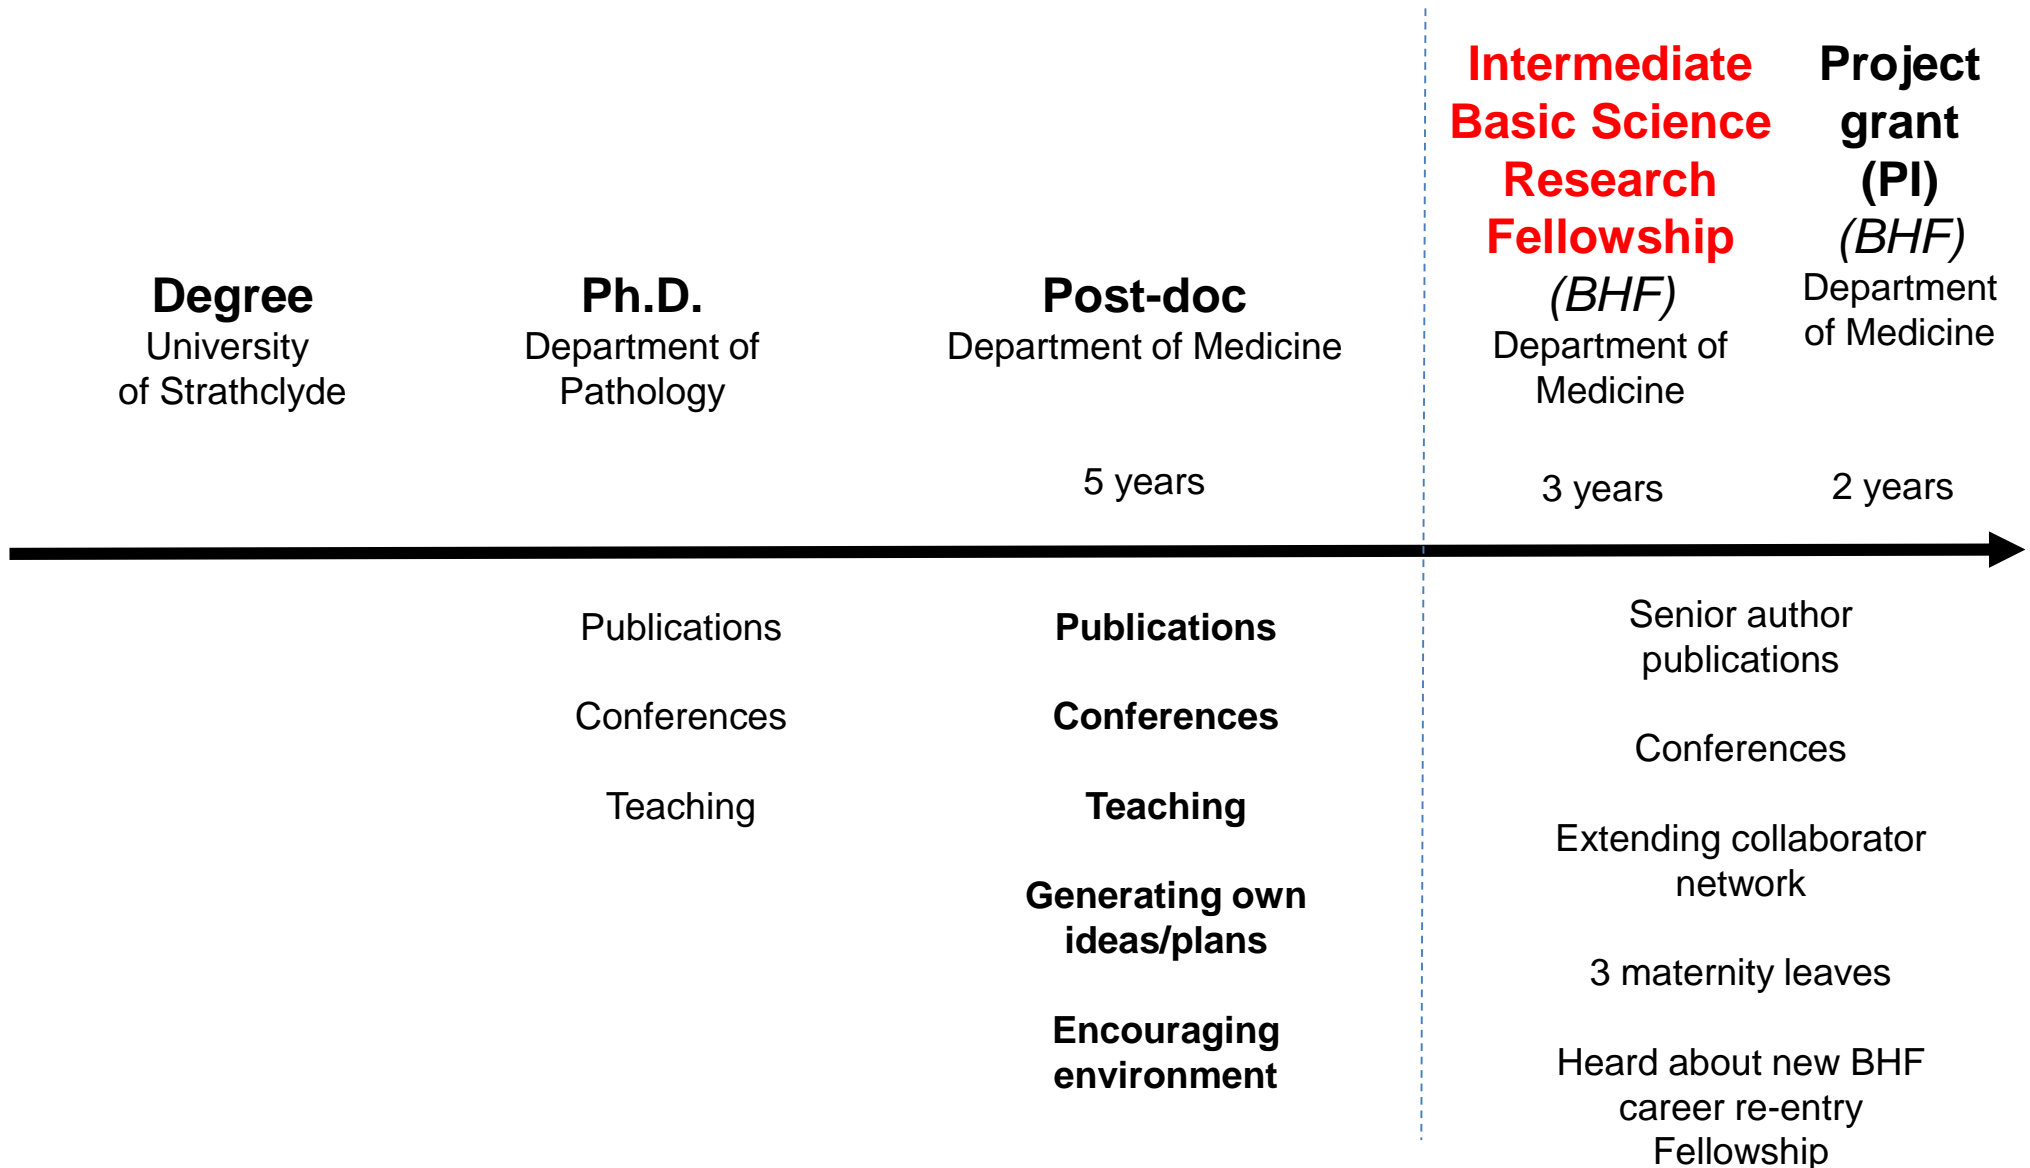 Degree
University
of Strathclyde
Ph.D.
Department of
Pathology
Post-doc
Department of Medicine
5 years
Intermediate
Basic Science
Research
Fellowship
(BHF)
Department of
Medicine
3 years
Project
grant
(PI)
(BHF)
Department
of Medicine
2 years
Publications
Conferences
Teaching
Publications
Conferences
Teaching
Generating own
ideas/plans
Encouraging
environment
Senior author
publications
Conferences
Extending collaborator
network
3 maternity leaves
Heard about new BHF
career re-entry
Fellowship